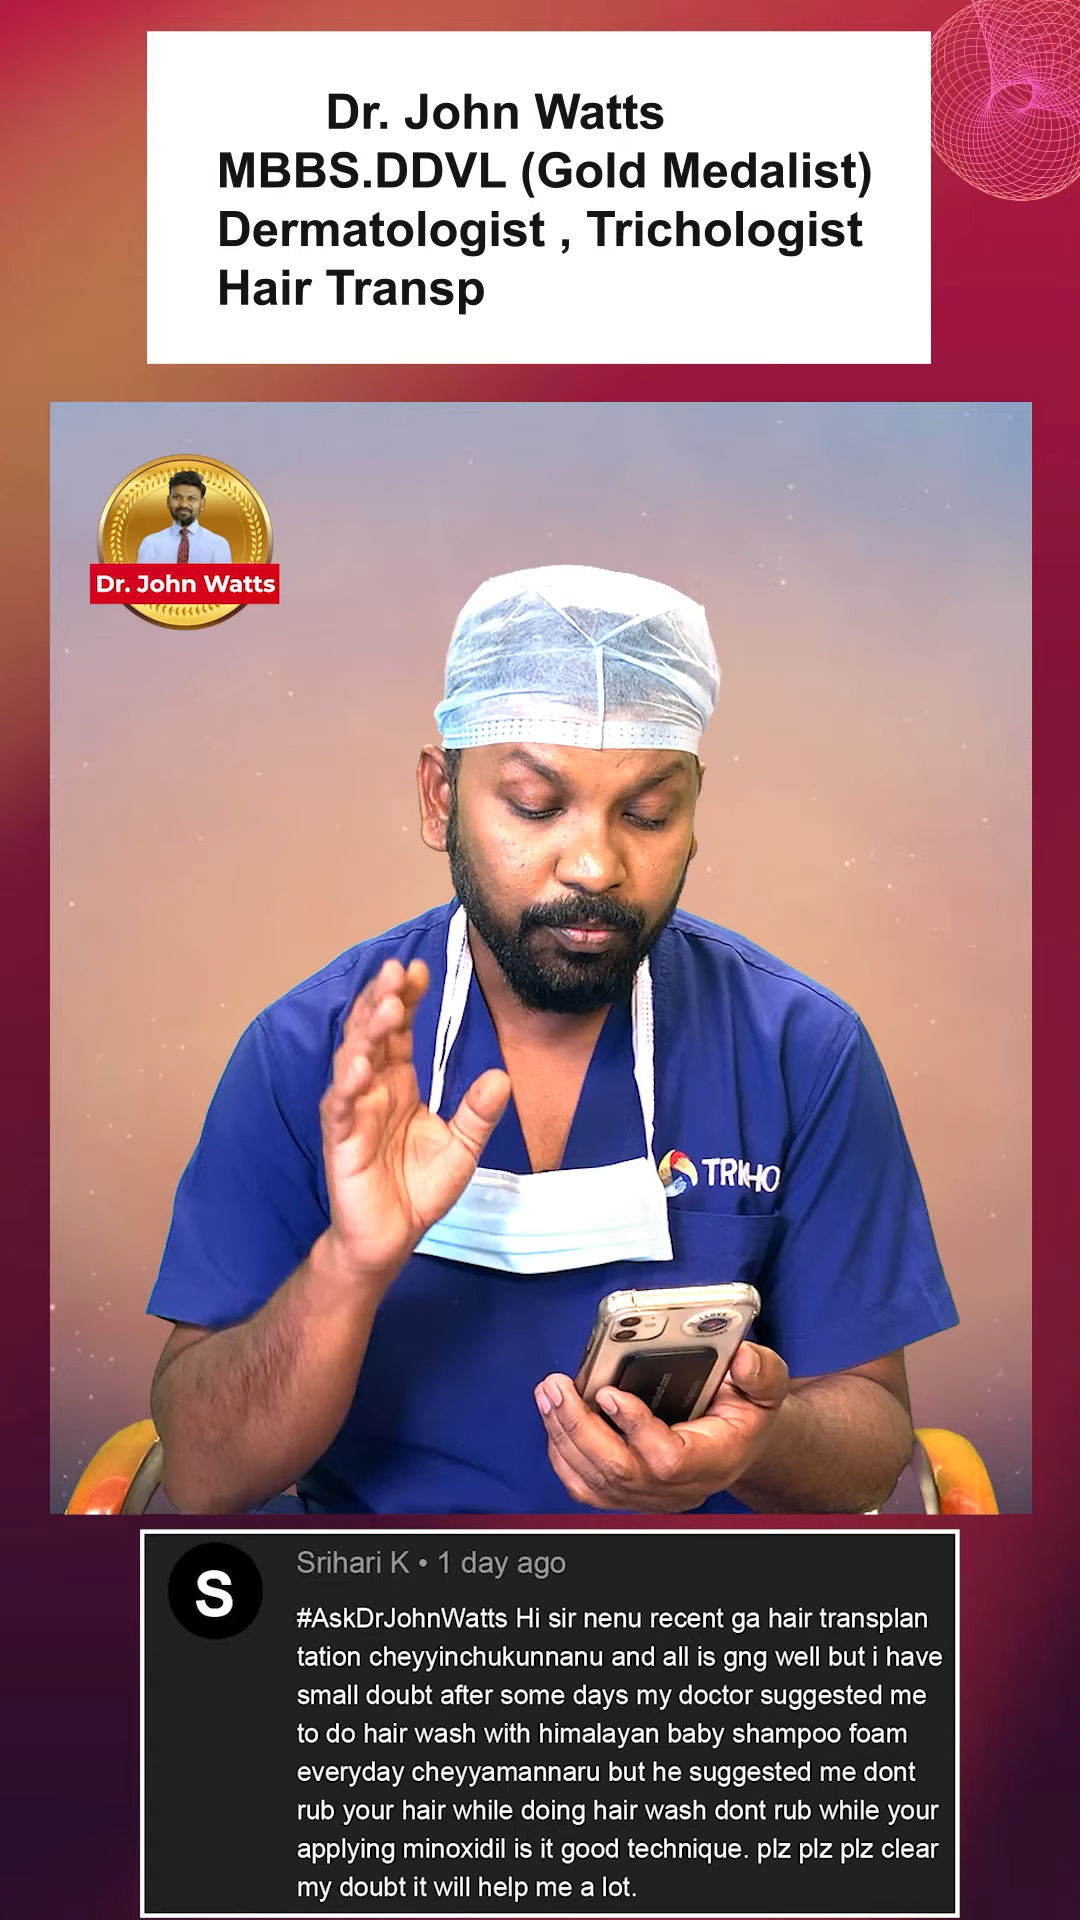 Dr. John Watts
MBBS.DDVL (Gold Medalist)
Dermatologist , Trichologist
Hair Transp
Dr. John Watts
TRICHO
S
Srihari K • 1 day ago
#AskDrJohnWatts Hi sir nenu recent ga hair transplan
tation cheyyinchukunnanu and all is gng well but i have
small doubt after some days my doctor suggested me
to do hair wash with himalayan baby shampoo foam
everyday cheyyamannaru but he suggested me dont
rub your hair while doing hair wash dont rub while your
applying minoxidil is it good technique. plz plz plz clear
my doubt it will help me a lot.